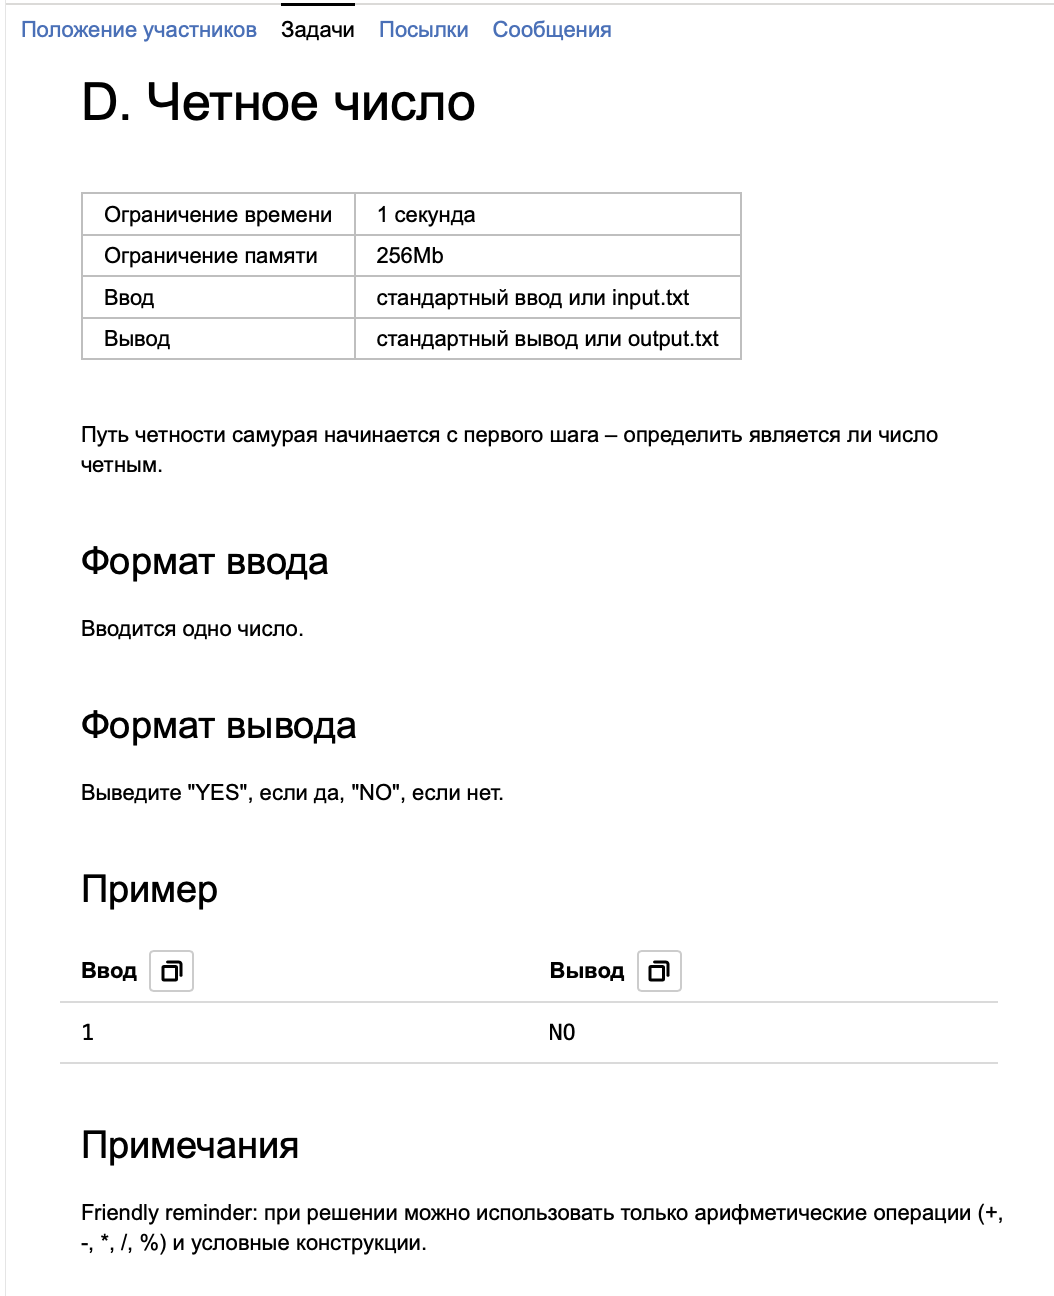 Положение участников Задачи Посылки Сообщения
D. Четное число
Ограничение времени 1 секунда
Ограничение памяти 256Mb
Ввод стандартный ввод или input.txt
Вывод стандартный вывод или output.txt
Путь четности самурая начинается с первого шага – определить является ли число
четным.
Формат ввода
Вводится одно число.
Формат вывода
Выведите "YES", если да, "NO", если нет.
Пример
Ввод Вывод
1 NO
Примечания
Friendly reminder: при решении можно использовать только арифметические операции (+,
-, *, /, %) и условные конструкции.